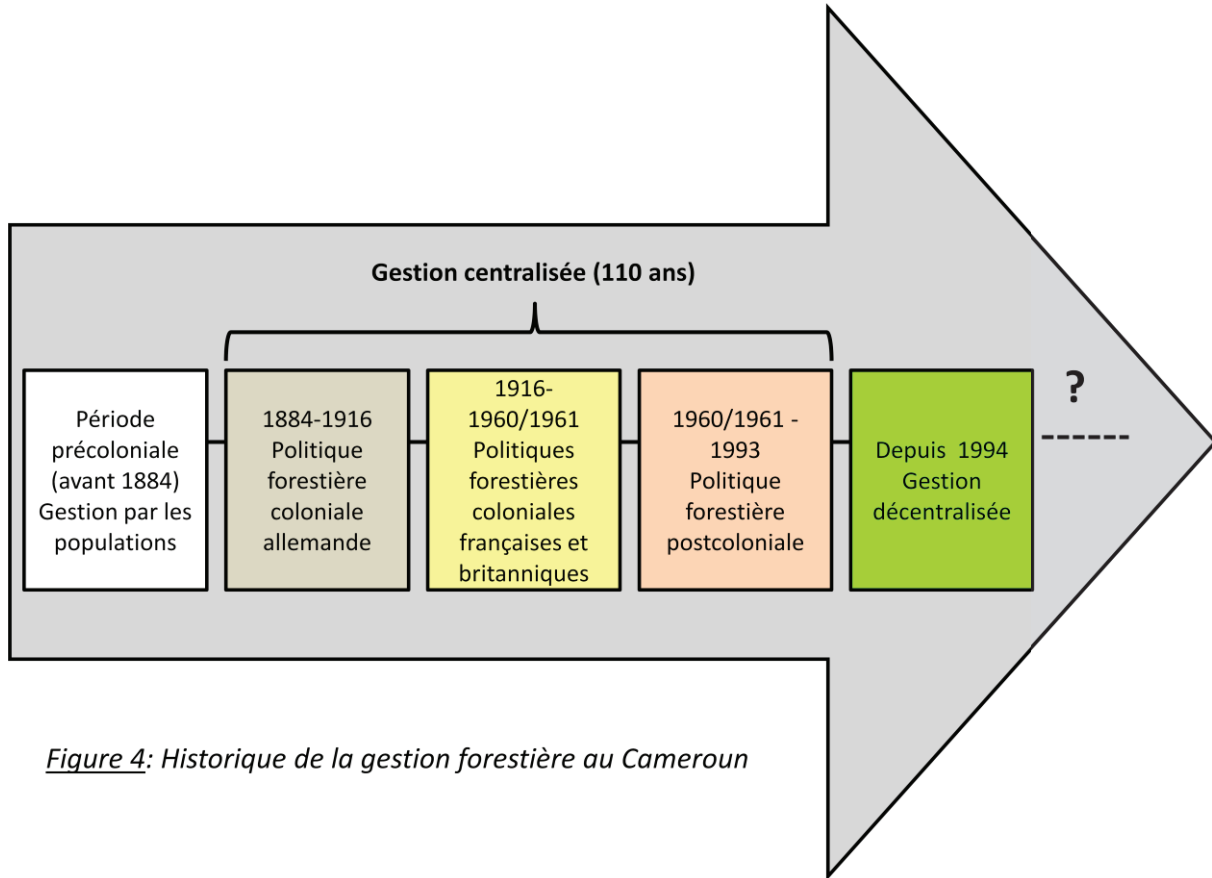 Gestion centralisée (110 ans)
Période
précoloniale
(avant 1884)
Gestion par les
populations
1884-1916
Politique
forestière
coloniale
allemande
1916-
1960/1961
Politiques
forestières
coloniales
françaises et
britanniques
1960/1961 -
1993
Politique
forestière
postcoloniale
Depuis 1994
Gestion
décentralisée
?
------
Figure 4: Historique de la gestion forestière au Cameroun